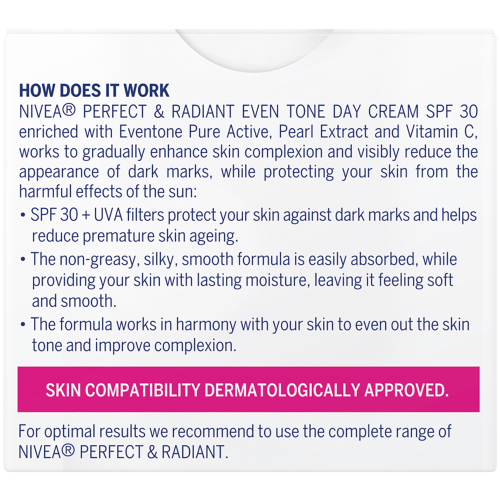 HOW DOES IT WORK
NIVEA® PERFECT & RADIANT EVEN TONE DAY CREAM SPF 30
enriched with Eventone Pure Active, Pearl Extract and Vitamin C,
works to gradually enhance skin complexion and visibly reduce the
appearance of dark marks, while protecting your skin from the
harmful effects of the sun:
• SPF 30 + UVA filters protect your skin against dark marks and helps
reduce premature skin ageing.
• The non-greasy, silky, smooth formula is easily absorbed, while
providing your skin with lasting moisture, leaving it feeling soft
and smooth.
• The formula works in harmony with your skin to even out the skin
tone and improve complexion.
SKIN COMPATIBILITY DERMATOLOGICALLY APPROVED.
For optimal results we recommend to use the complete range of
NIVEA® PERFECT & RADIANT.